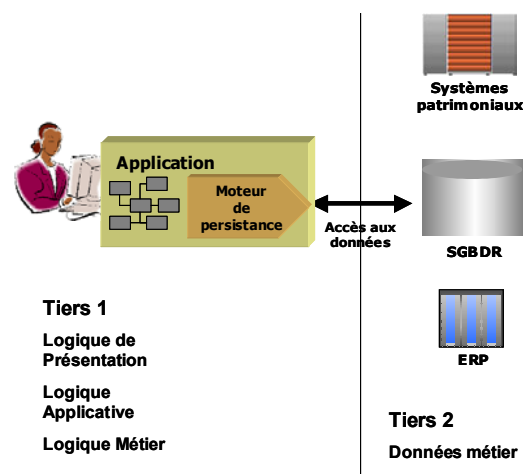 Application
Moteur
de
persistance
Accès aux
données
Systèmes
patrimoniaux
SGBDR
ERP
Tiers 1
Logique de
Présentation
Logique
Applicative
Logique Métier
Tiers 2
Données métier